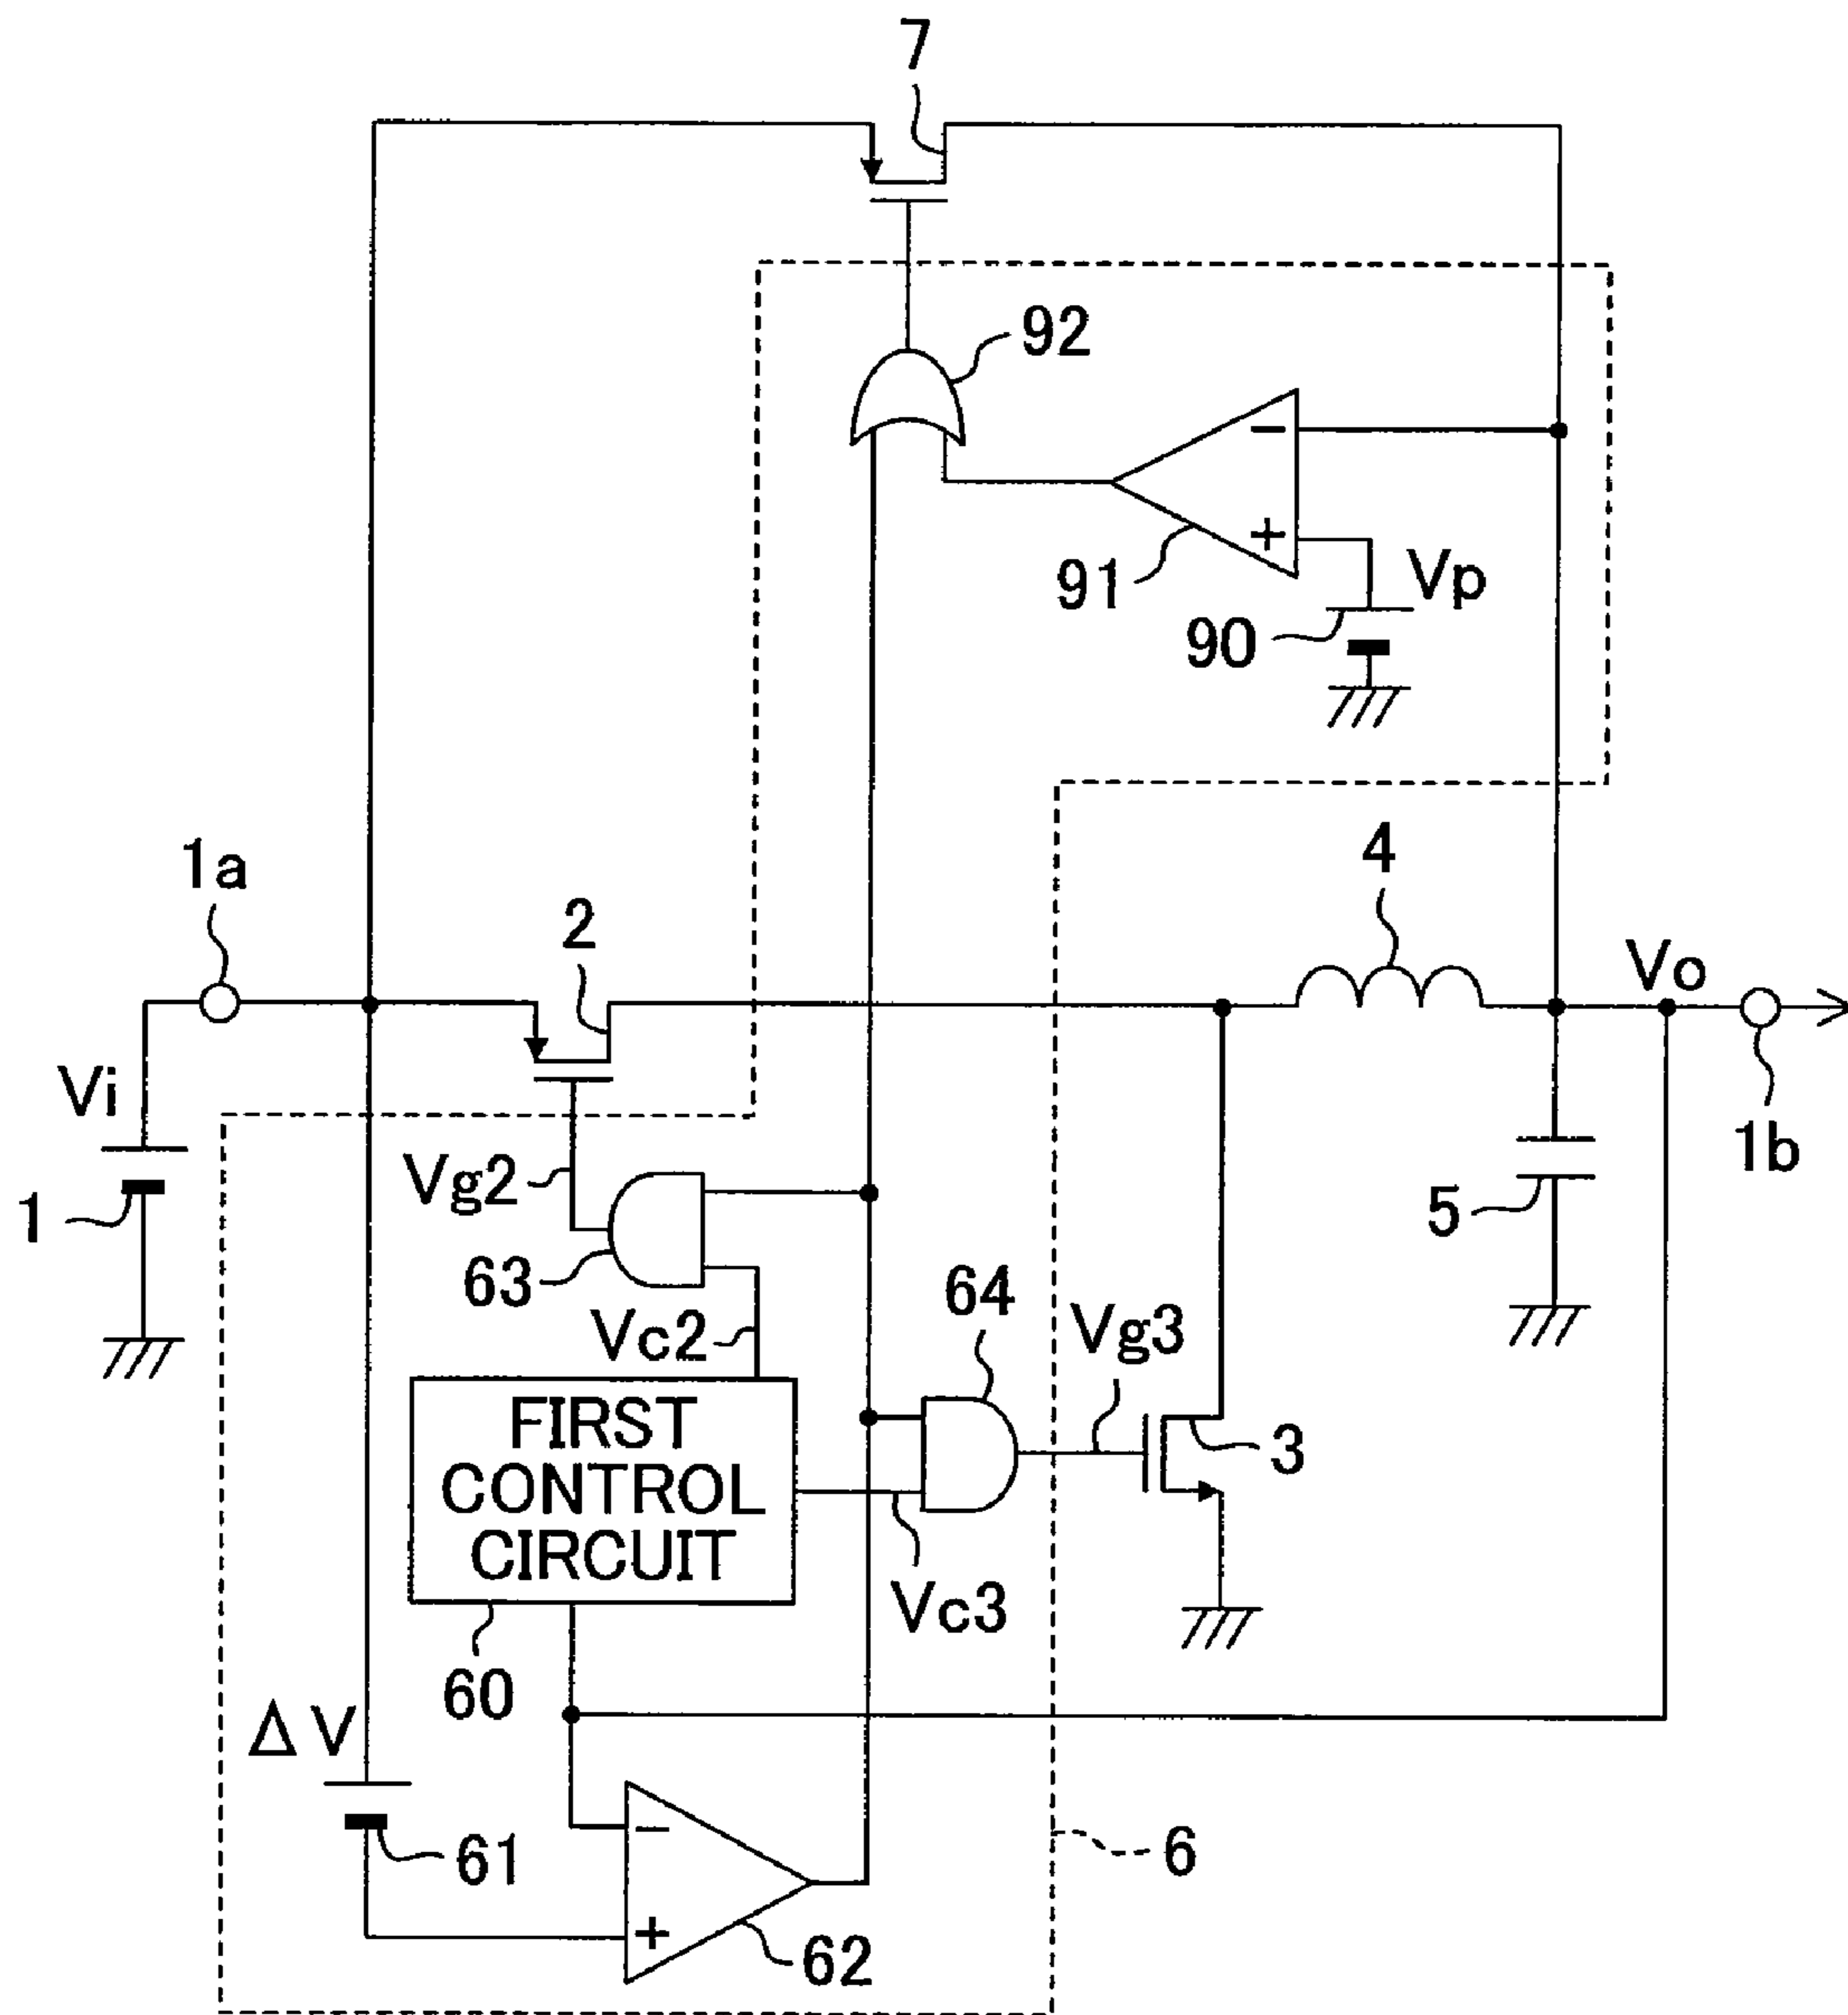 7
92
−
+
91
Vp
90
1a
2
4
Vo
Vi
1
Vg2
1b
5
63
64
Vc2
Vg3
FIRST
CONTROL
CIRCUIT
3
Vc3
60
ΔV
−
61
6
+
62